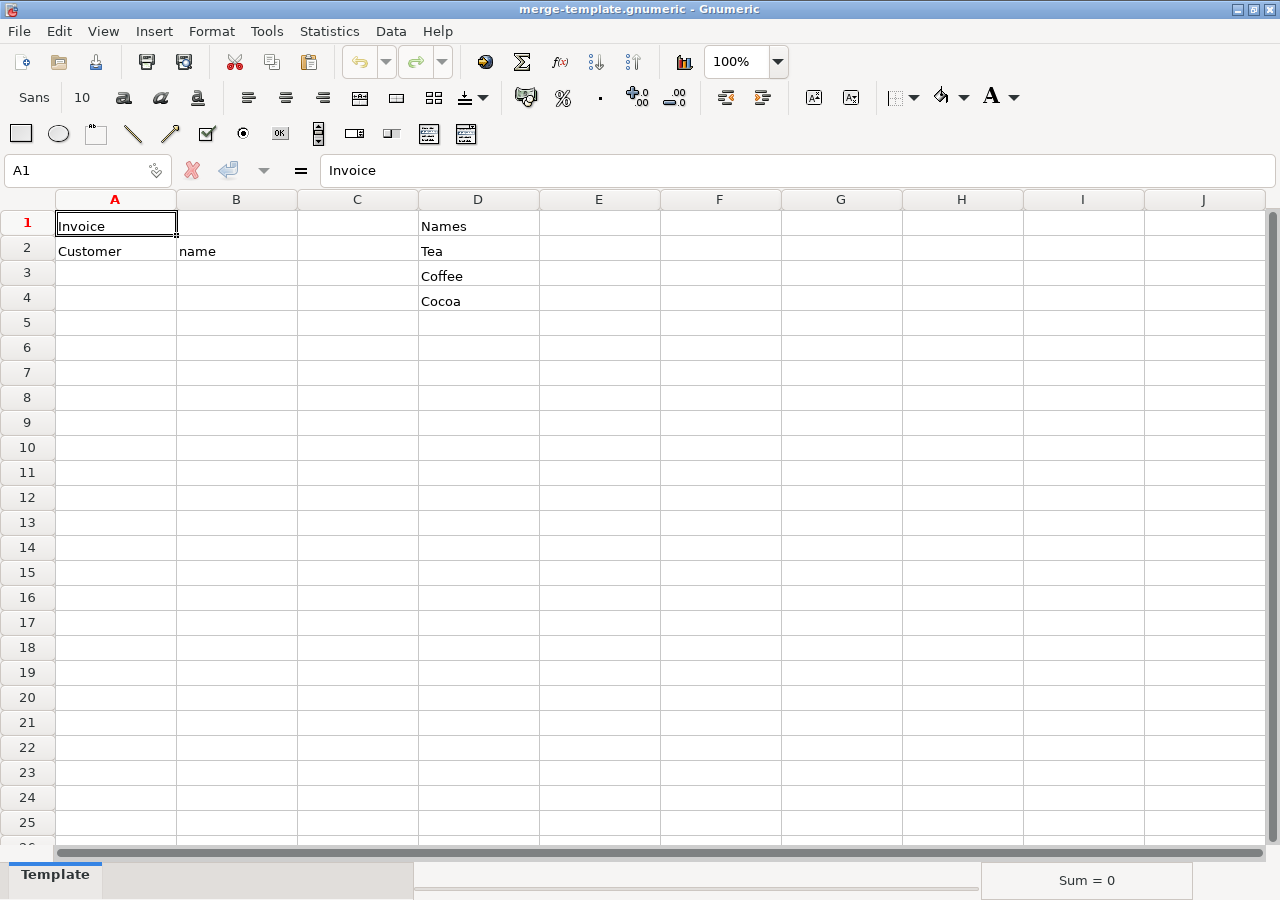 merge-template.gnumeric - Gnumeric
File Edit View Insert Format Tools Statistics Data Help
f(x) 100%
Sans 10 a a a a % .00 A
OK
A1 Invoice
A B C D E F G H I J
1 Invoice Names
2 Customer name Tea
3 Coffee
4 Cocoa
5
6
7
8
9
10
11
12
13
14
15
16
17
18
19
20
21
22
23
24
25
Template Sum = 0